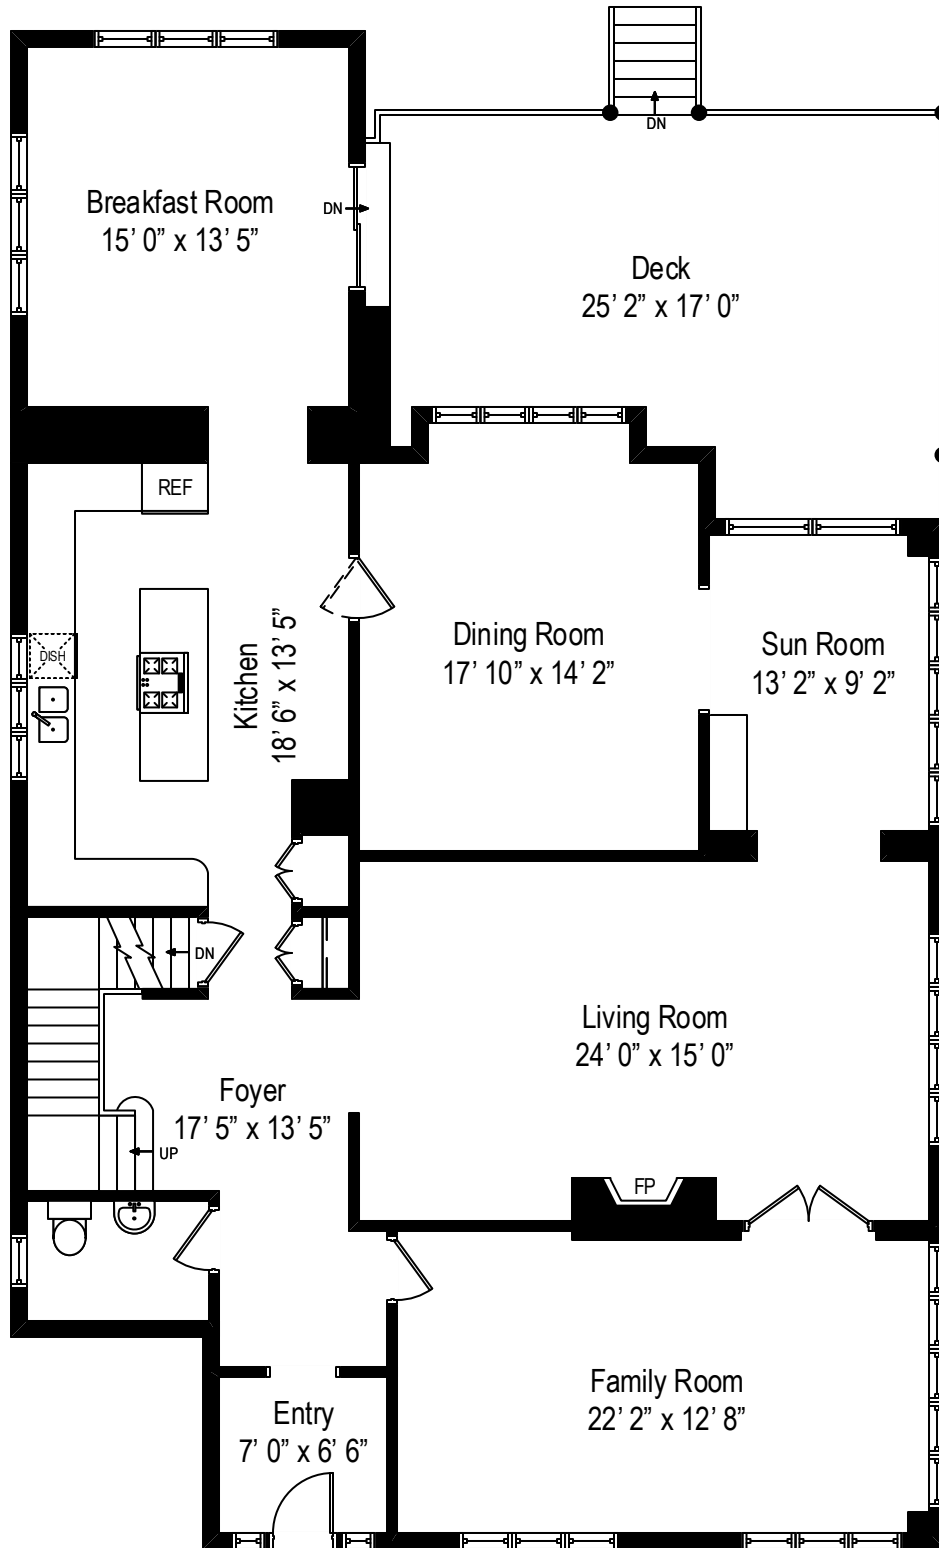 DN
Breakfast Room
15’ 0” x 13’ 5”
DN
Deck
25’ 2” x 17’ 0”
REF
DISH
Kitchen
18’ 6” x 13’ 5”
Dining Room
17’ 10” x 14’ 2”
Sun Room
13’ 2” x 9’ 2”
DN
Living Room
24’ 0” x 15’ 0”
Foyer
17’ 5” x 13’ 5”
UP
FP
Family Room
22’ 2” x 12’ 8”
Entry
7’ 0” x 6’ 6”